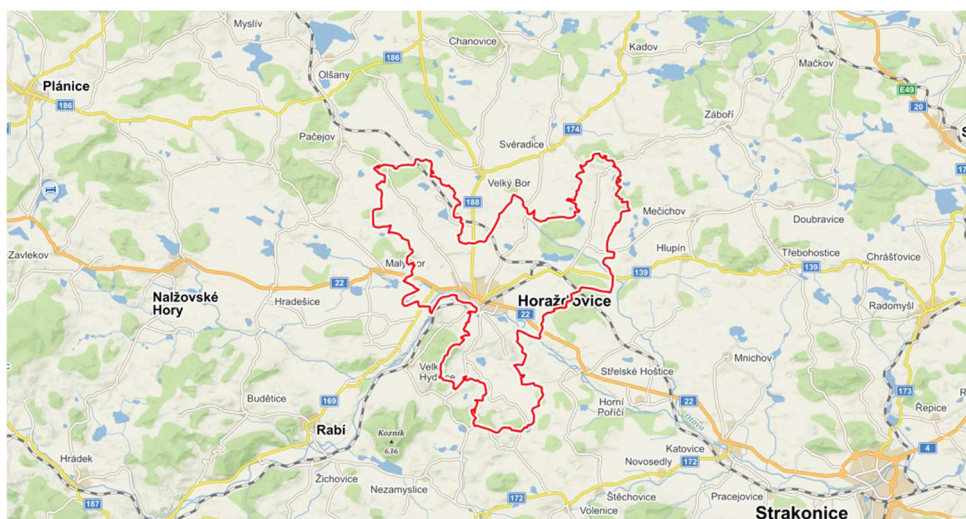 Myslív
Chanovice
Kadov
Mačkov
Olšany
186
E49
20
Plánice
186
Záboří
174
Pačejov
Svéradice
Velký Bor
188
Mečichov
Doubravice
Hlupín
Třebohostice
Chrášťovice
Zavlekov
139
139
22
Nalžovské
Hory
Hradešice
Horažďovice
22
Radomyšl
Mnichov
Střelské Hoštice
173
Budětice
169
22
Horní
Poříčí
Řepice
Rabí
Kozník
636
Otava
4
Katovice
Hrádek
Novosedly
172
Žichovice
Nezamyslice
187
172
Štěchovice
Pracejovice
Volenice
Strakonice